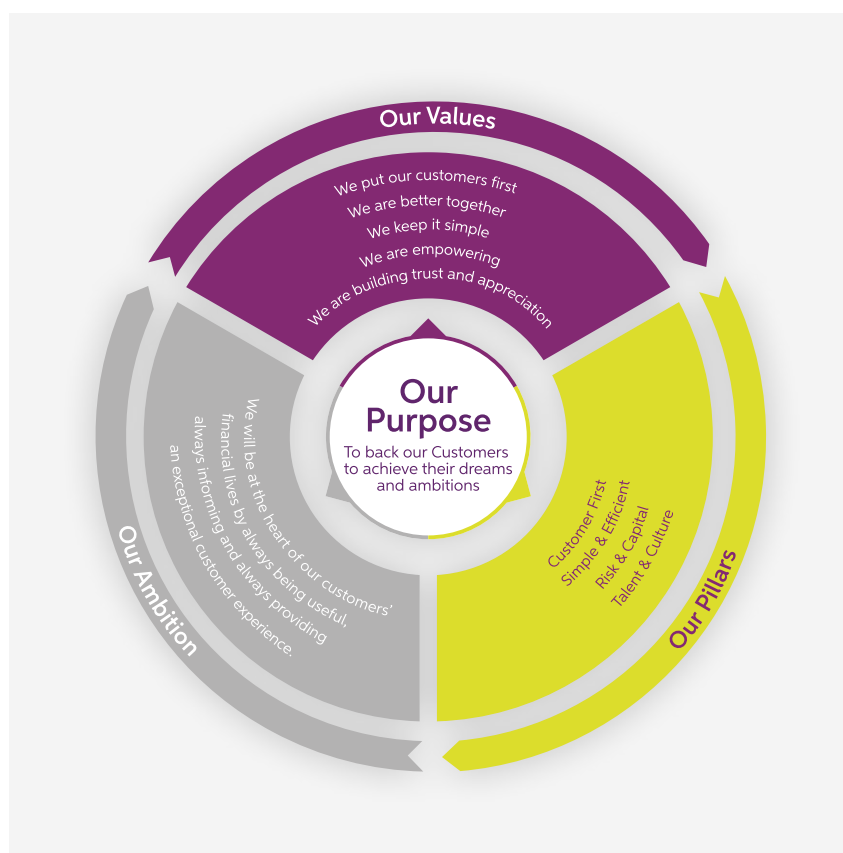 Our Values
We put our customers first
We are better together
We keep it simple
We are empowering
We are building trust and appreciation
Our
Purpose
To back our Customers
to achieve their dreams
and ambitions
Our Pillars
Customer First
Simple & Efficient
Risk & Capital
Talent & Culture
Our Ambition
We will be at the heart of our customers’
financial lives by always being useful,
always informing and always providing
an exceptional customer experience.